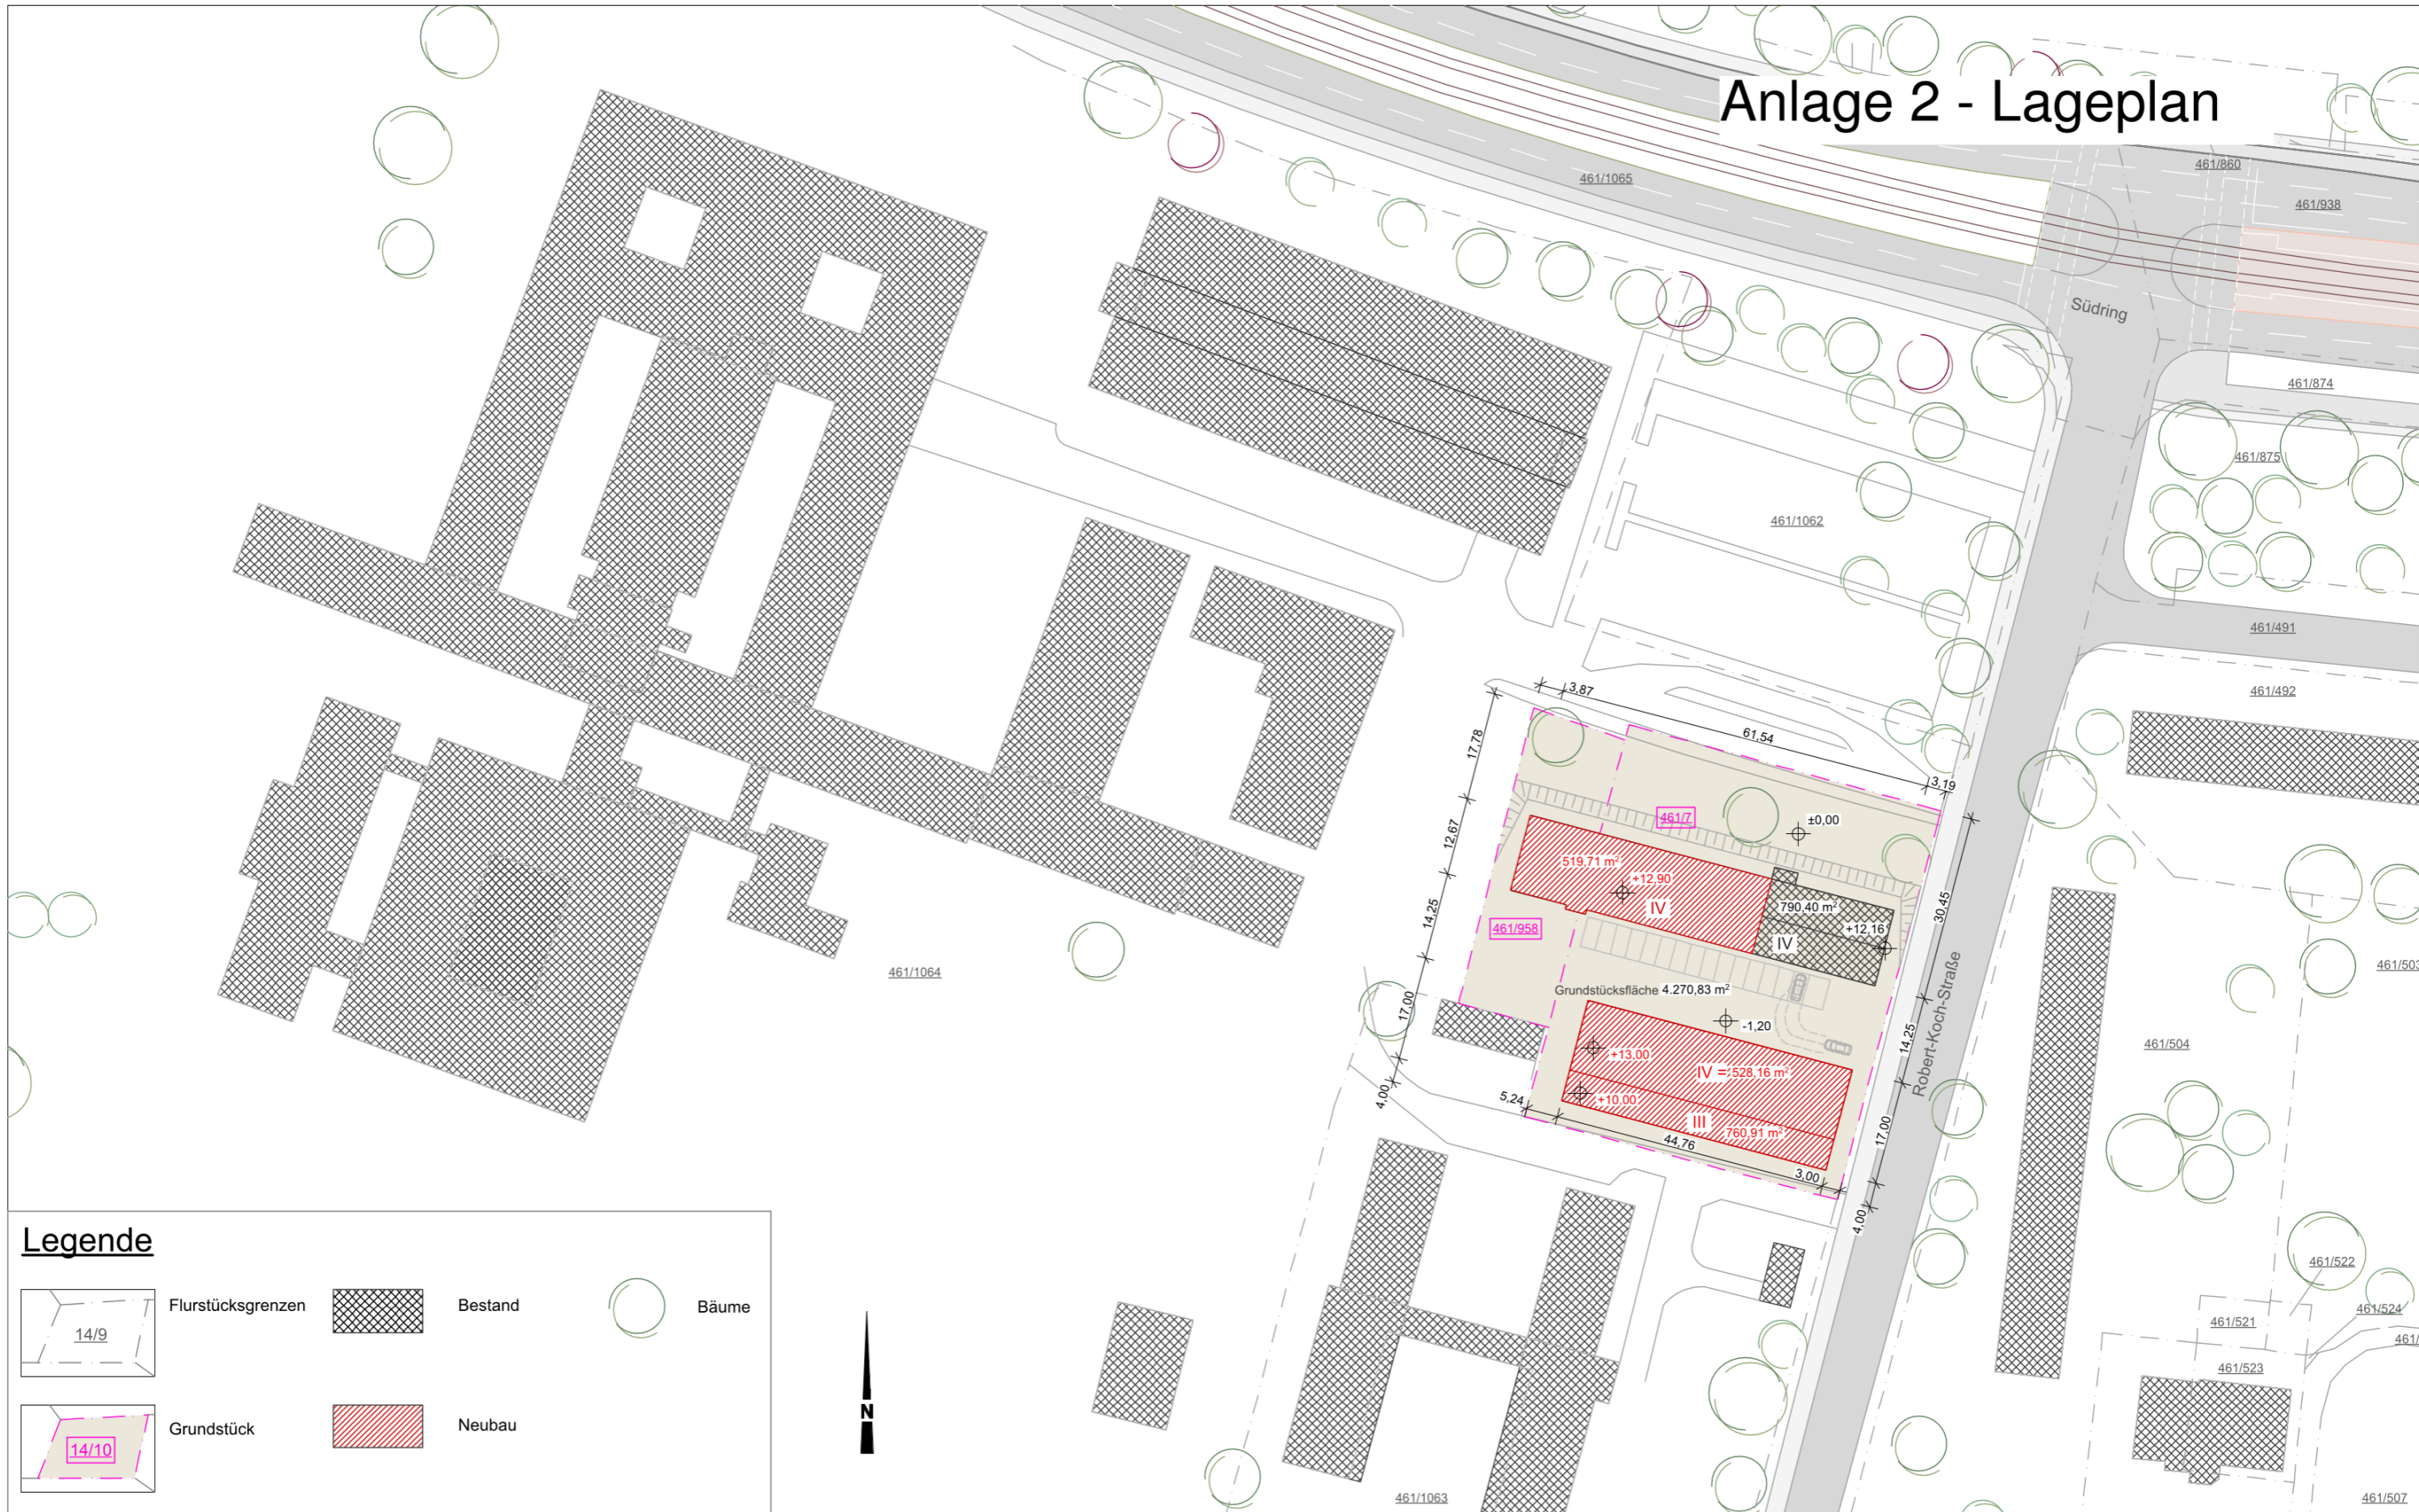 Anlage 2 - Lageplan
461/1065
461/860
461/938
Südring
461/874
461/875
461/1062
461/491
461/492
3,87
61,54
3,19
17,78
12,67
14,25
17,00
4,00
461/7
±0,00
519,71 m²
+12,90
IV
790,40 m²
+12,16
IV
461/958
30,45
461/1064
Grundstücksfläche 4.270,83 m²
-1,20
14,25
Robert-Koch-Straße
461/503
461/504
+13,00
IV = 528,16 m²
+10,00
III 760,91 m²
5,24
44,76
3,00
17,00
4,00
Legende
14/9
Flurstücksgrenzen
Bestand
Bäume
14/10
Grundstück
Neubau
N
461/522
461/524
461/521
461/
461/523
461/1063
461/507